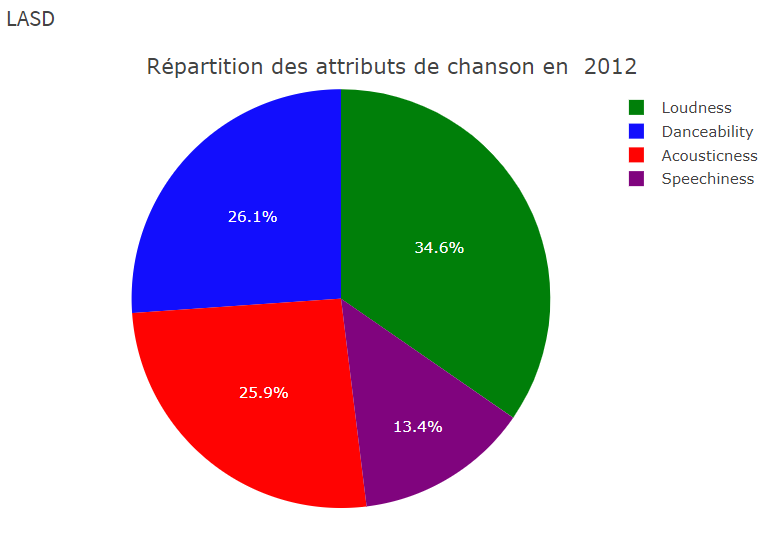 LASD
Répartition des attributs de chanson en  2012
Loudness
Danceability
Acousticness
Speechiness
26.1%
34.6%
25.9%
13.4%